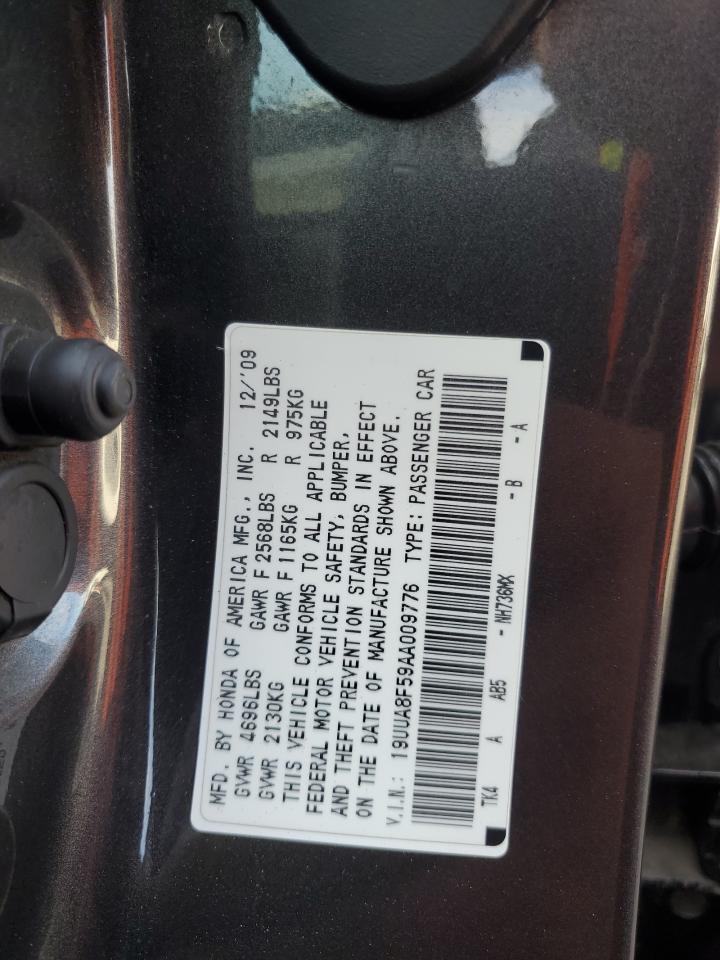 MFD. BY HONDA OF AMERICA MFG., INC. 12/'09
GVWR 4696LBS GAWR F 2568LBS R 2149LBS
GVWR 2130KG GAWR F 1165KG R 975KG
THIS VEHICLE CONFORMS TO ALL APPLICABLE
FEDERAL MOTOR VEHICLE SAFETY, BUMPER,
AND THEFT PREVENTION STANDARDS IN EFFECT
ON THE DATE OF MANUFACTURE SHOWN ABOVE.
V.I.N.: 19UUA8F59AA009776 TYPE: PASSENGER CAR
TK4 A AB5 - NH736MX - B - A